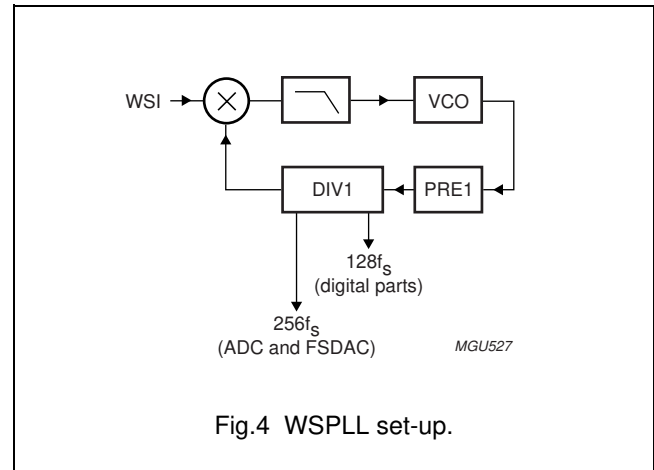 WSI
VCO
DIV1
PRE1
128fs
(digital parts)
256fs
(ADC and FSDAC)
MGU527
Fig.4 WSPLL set-up.